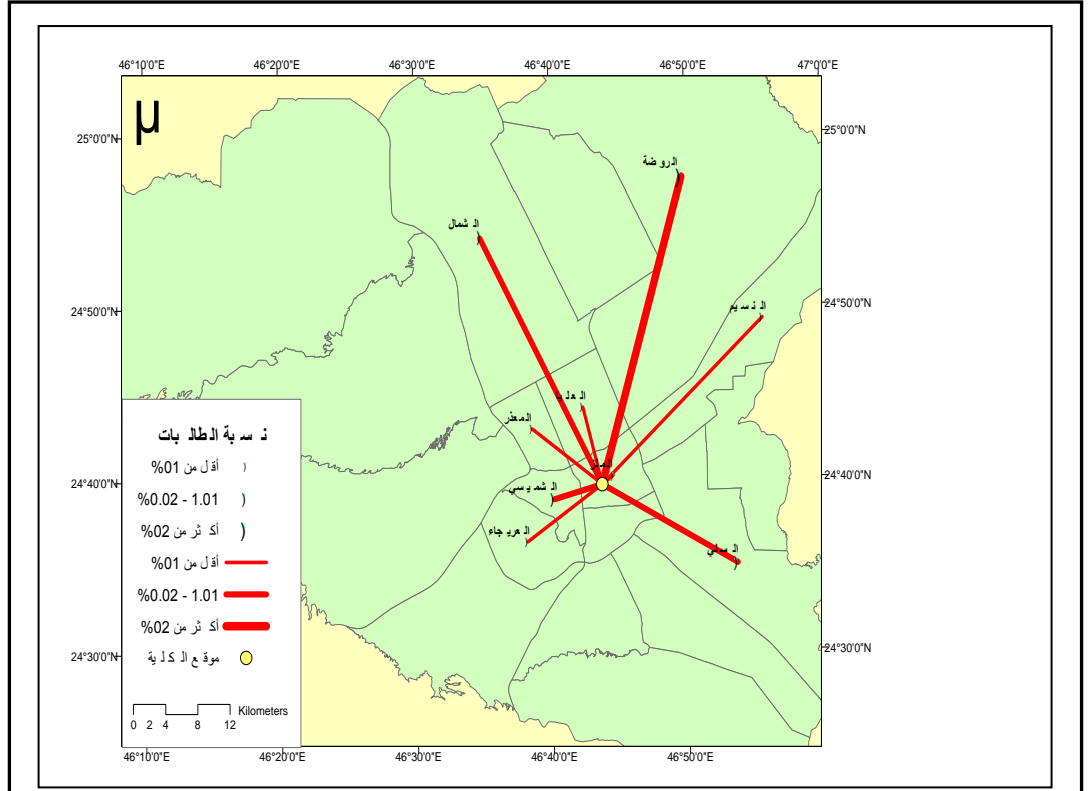 46°10'0"E 46°20'0"E 46°30'0"E 46°40'0"E 46°50'0"E 47°0'0"E
µ
25°0'0"N 25°0'0"N
الروضة
الشمال
24°50'0"N 24°50'0"N
النسيم
العليا
المعذر
نسبة الطالبات
الملز
أقل من 01%
24°40'0"N 24°40'0"N
الشميسي
%0.02 - 1.01
أكثر من 02%
العريجاء
السلي
أقل من 01%
%0.02 - 1.01
أكثر من 02%
24°30'0"N 24°30'0"N
موقع الكلية
Kilometers
0 2 4 8 12
46°10'0"E 46°20'0"E 46°30'0"E 46°40'0"E 46°50'0"E